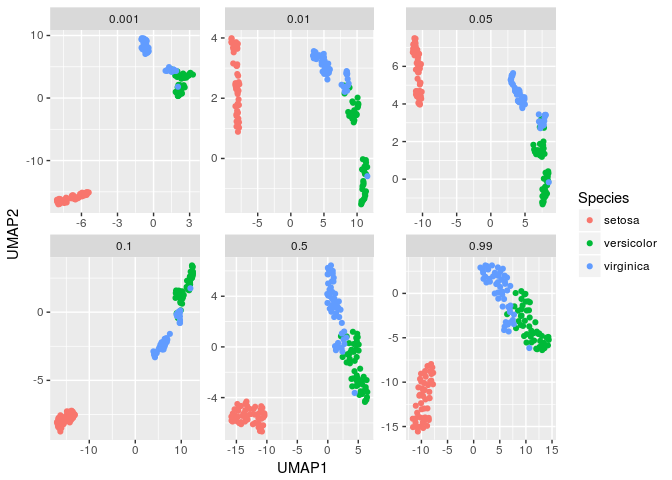 0.001 0.01 0.05
10 4 6
0 2 4
-10 0 2
0
-6 -3 0 3 -5 0 5 10 -10 -5 0 5
UMAP2
Species
setosa
versicolor
virginica
0.1 0.5 0.99
0 4 0
-5 0 -5
-4 -10
-15
-10 0 10 -15 -10 -5 0 5 -10 -5 0 5 10 15
UMAP1